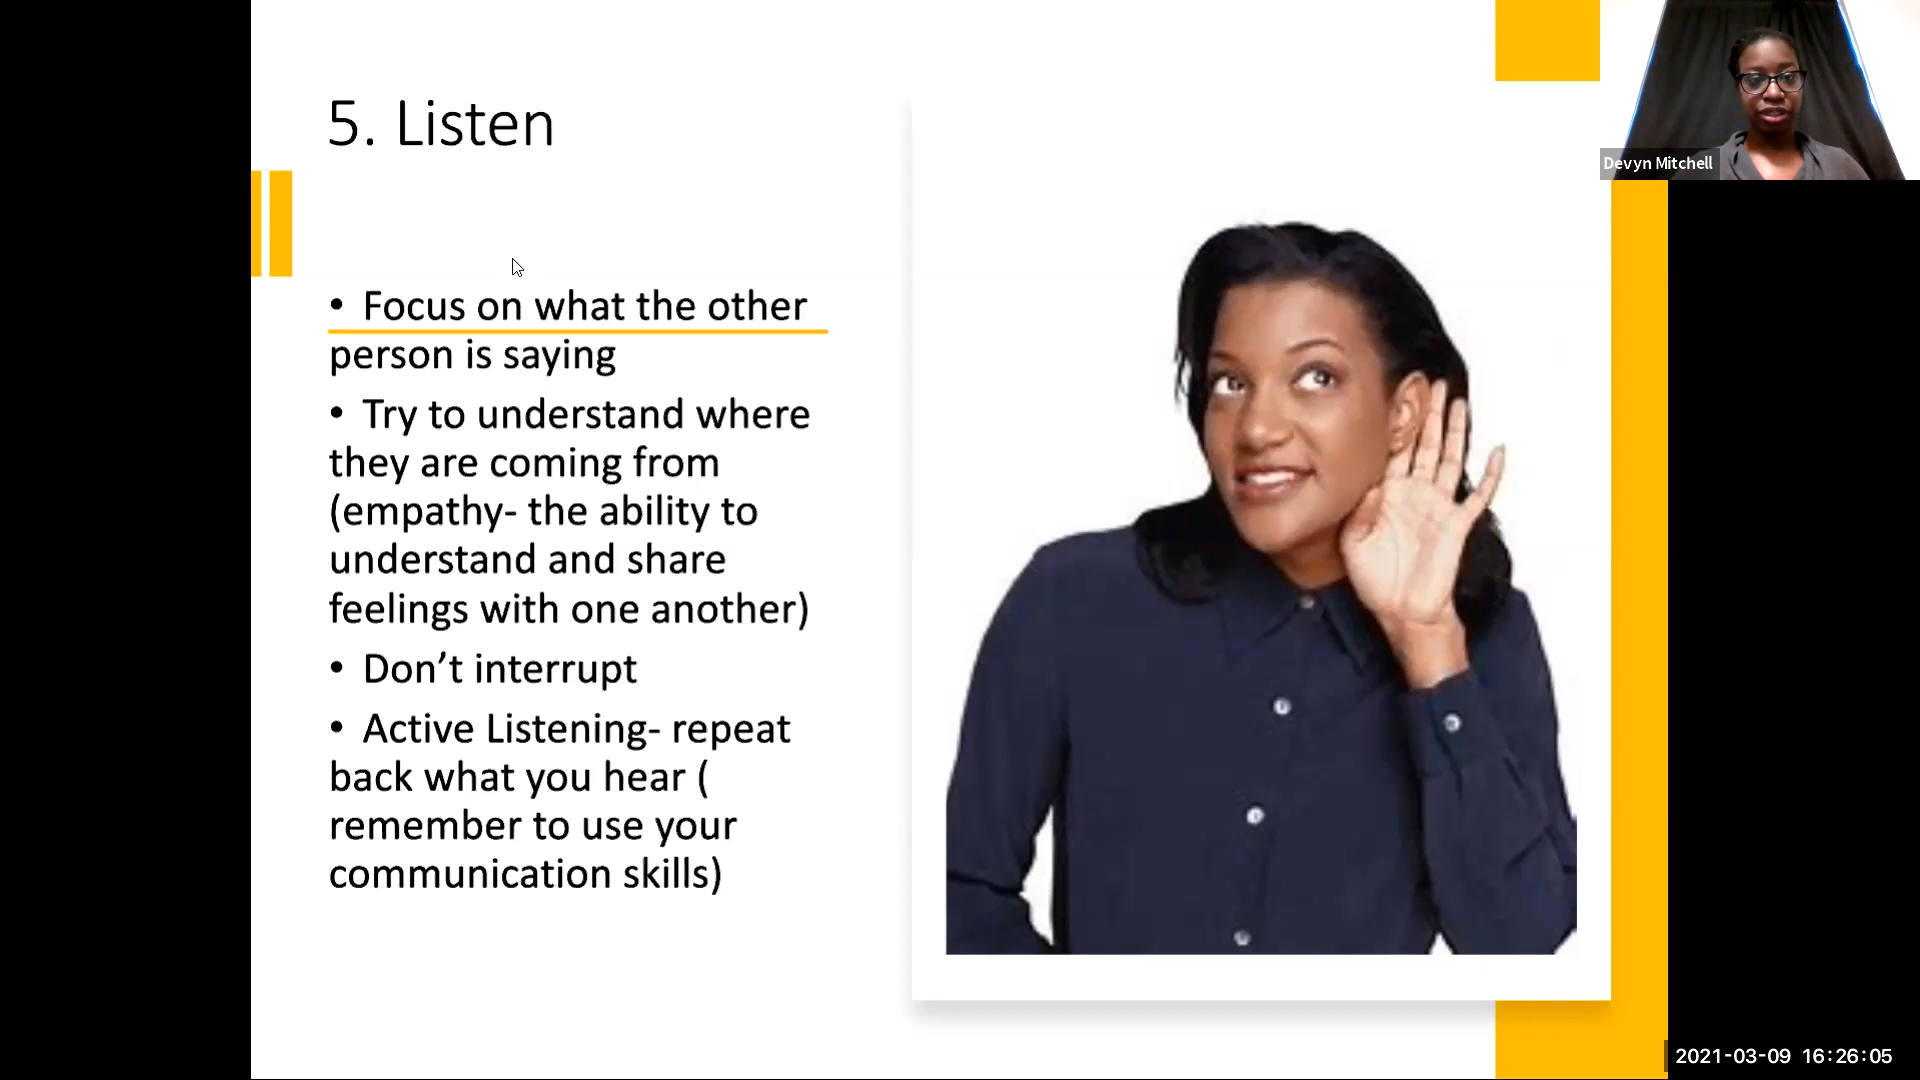 5. Listen
• Focus on what the other
person is saying
• Try to understand where
they are coming from
(empathy- the ability to
understand and share
feelings with one another)
• Don’t interrupt
• Active Listening- repeat
back what you hear (
remember to use your
communication skills)
Devyn Mitchell
2021-03-09 16:26:05